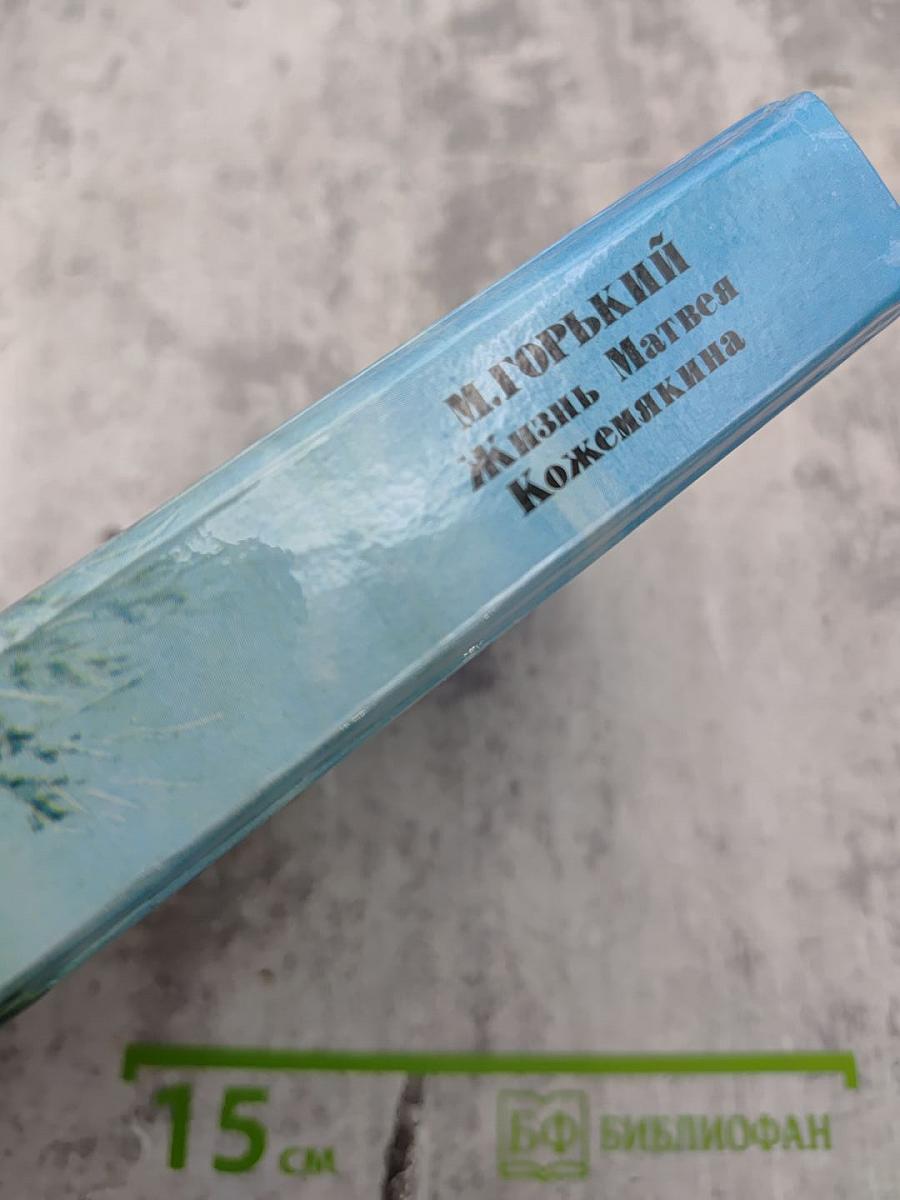 М.ГОРЬКИЙ
Жизнь Матвея
Кожемякина
15 см
БФ БИБЛИОФАН